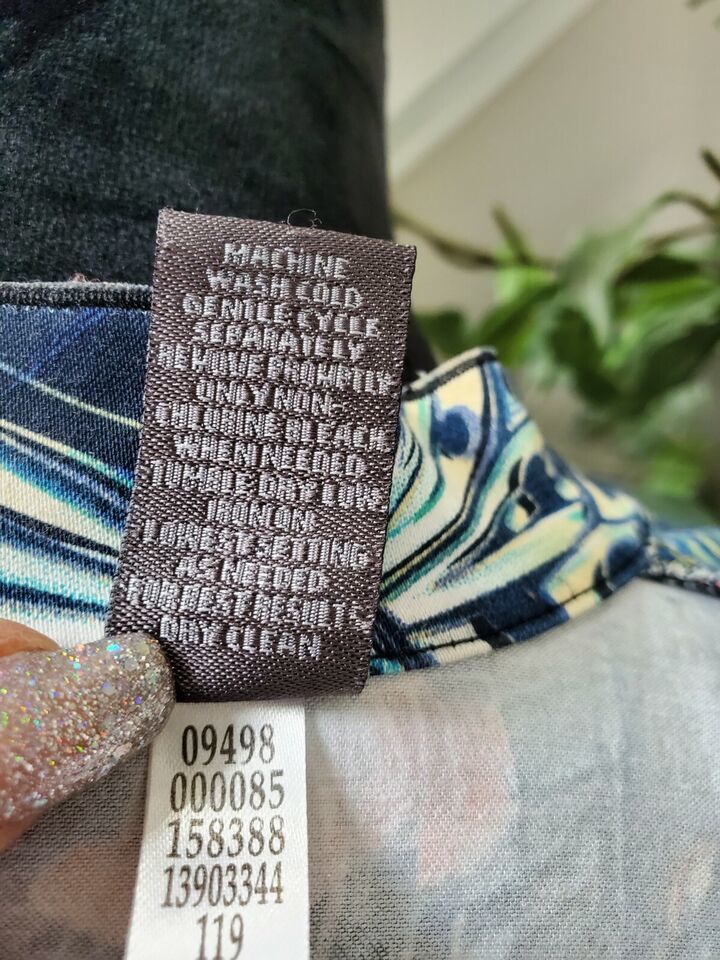 MACHINE
WASH COLD
GENTLE CYCLE
SEPARATELY
REMOVE PROMPTLY
ONLY NON-
CHLORINE BLEACH
WHEN NEEDED
TUMBLE DRY LOW
IRON ON
LOWEST SETTING
AS NEEDED
FOR BEST RESULTS
DRY CLEAN
09498
000085
158388
13903344
119